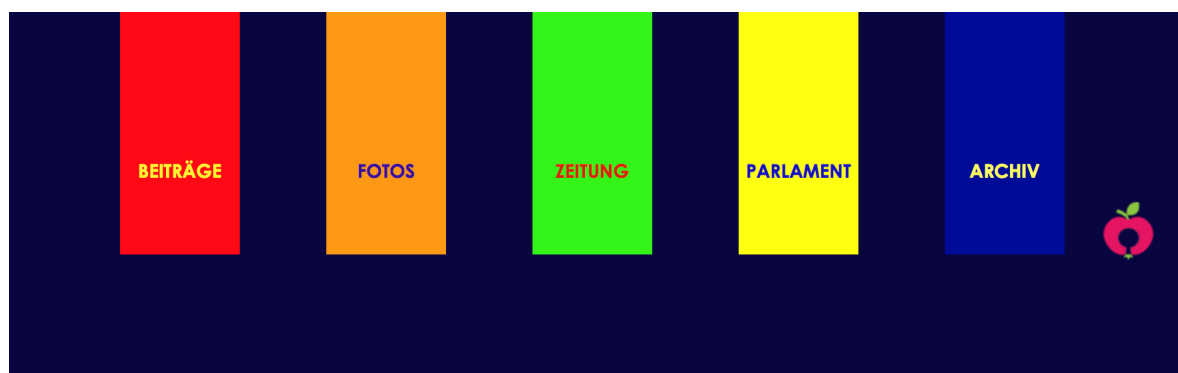 BEITRÄGE
FOTOS
ZEITUNG
PARLAMENT
ARCHIV